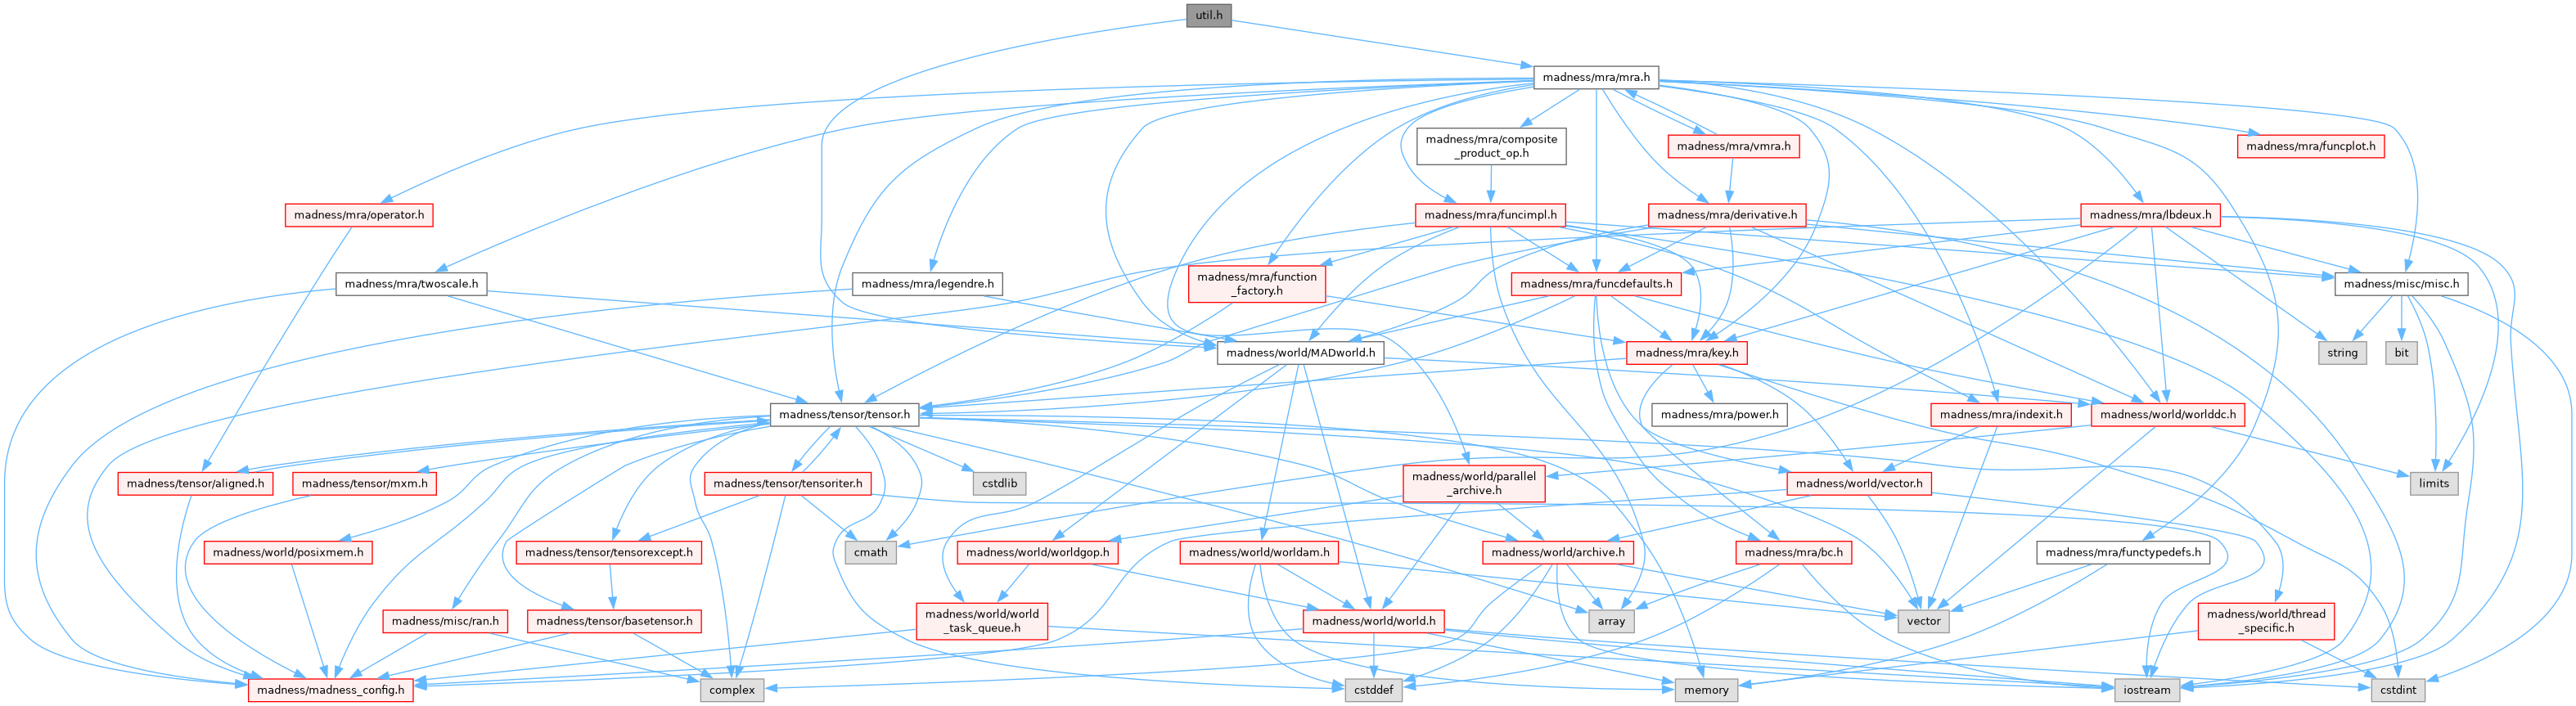 util.h
madness/mra/mra.h
madness/mra/composite
_product_op.h
madness/mra/vmra.h
madness/mra/funcplot.h
madness/mra/operator.h
madness/mra/funcimpl.h
madness/mra/derivative.h
madness/mra/lbdeux.h
madness/mra/twoscale.h
madness/mra/legendre.h
madness/mra/function
_factory.h
madness/mra/funcdefaults.h
madness/misc/misc.h
madness/world/MADworld.h
madness/mra/key.h
string
bit
madness/tensor/tensor.h
madness/mra/power.h
madness/mra/indexit.h
madness/world/worlddc.h
madness/tensor/aligned.h
madness/tensor/mxm.h
madness/tensor/tensoriter.h
cstdlib
madness/world/parallel
_archive.h
madness/world/vector.h
limits
madness/world/posixmem.h
madness/tensor/tensorexcept.h
cmath
madness/world/worldgop.h
madness/world/worldam.h
madness/world/archive.h
madness/mra/bc.h
madness/mra/functypedefs.h
madness/misc/ran.h
madness/tensor/basetensor.h
madness/world/world
_task_queue.h
madness/world/world.h
array
vector
madness/world/thread
_specific.h
madness/madness_config.h
complex
cstddef
memory
iostream
cstdint